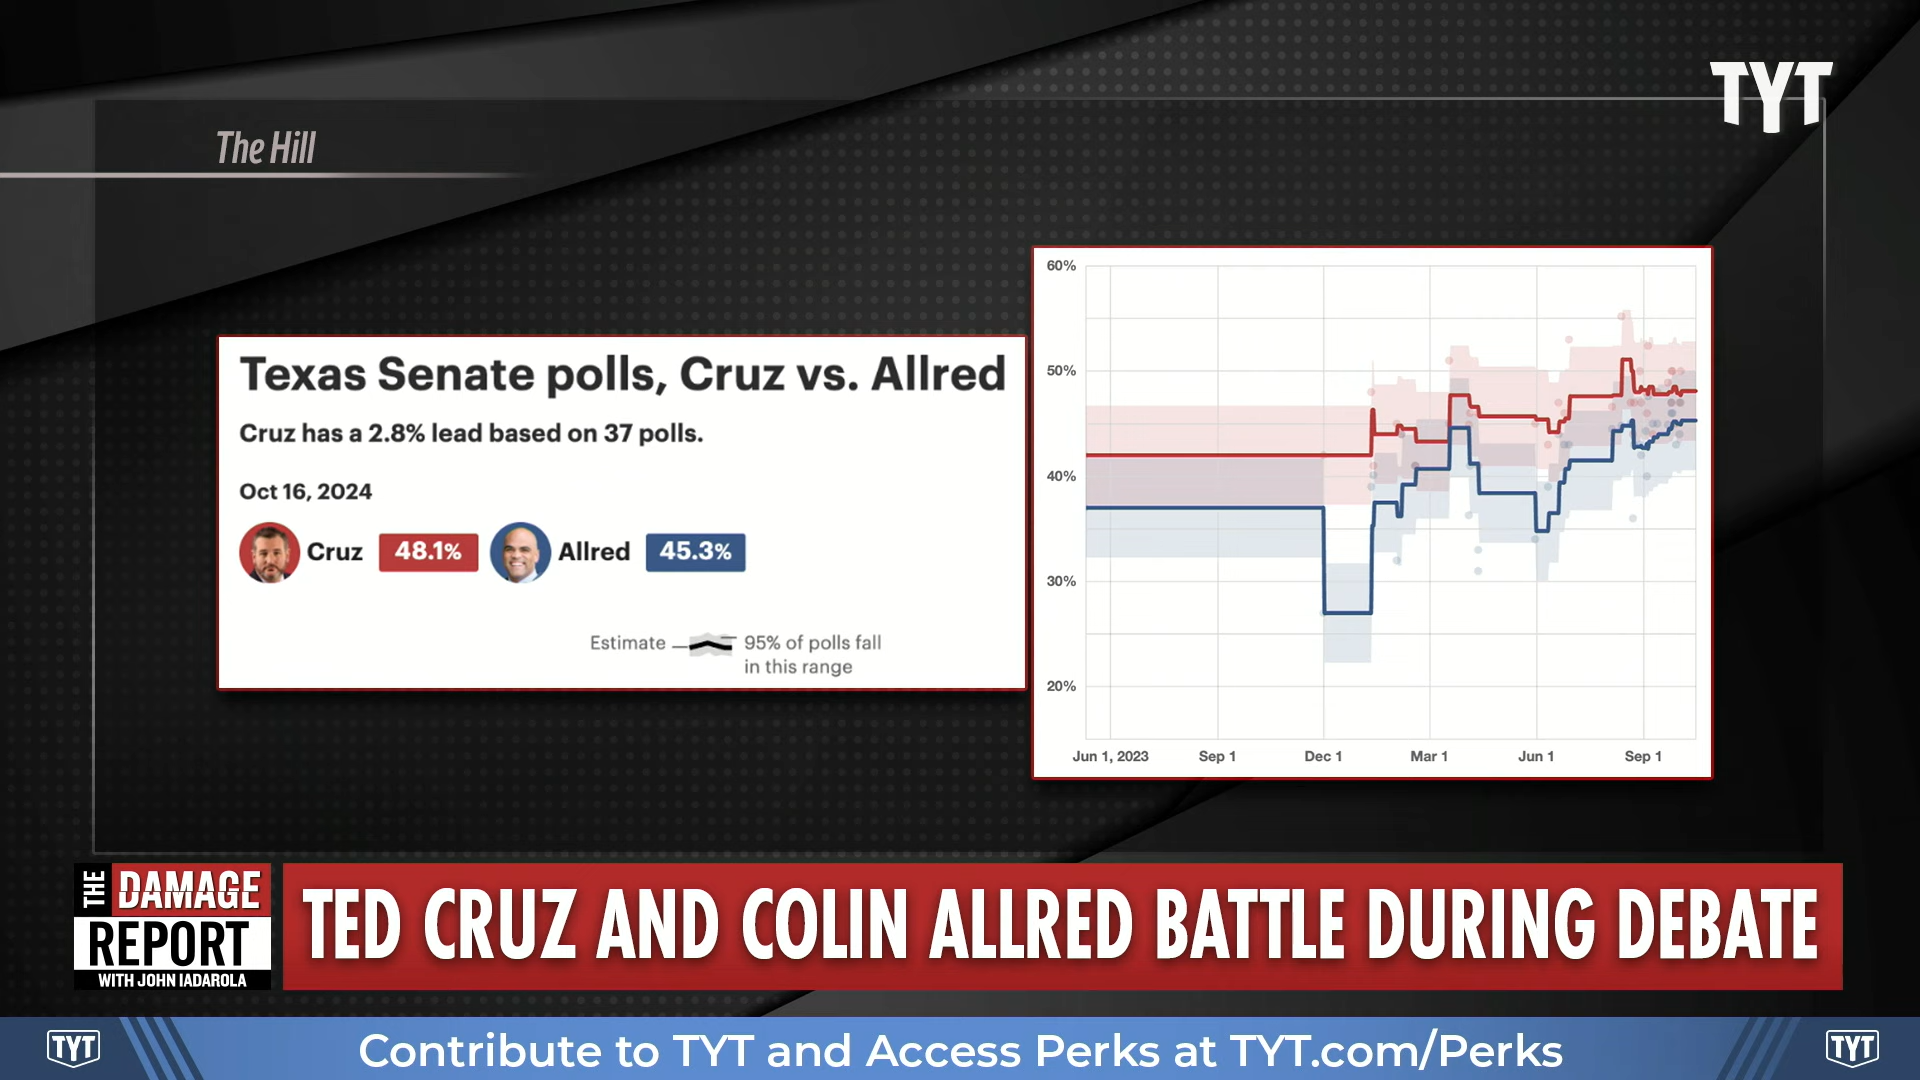 TYT
The Hill
Texas Senate polls, Cruz vs. Allred
Cruz has a 2.8% lead based on 37 polls.
Oct 16, 2024
Cruz 48.1% Allred 45.3%
Estimate 95% of polls fall
in this range
60%
50%
40%
30%
20%
Jun 1, 2023 Sep 1 Dec 1 Mar 1 Jun 1 Sep 1
THE DAMAGE
REPORT
WITH JOHN IADAROLA
TED CRUZ AND COLIN ALLRED BATTLE DURING DEBATE
TYT Contribute to TYT and Access Perks at TYT.com/Perks TYT